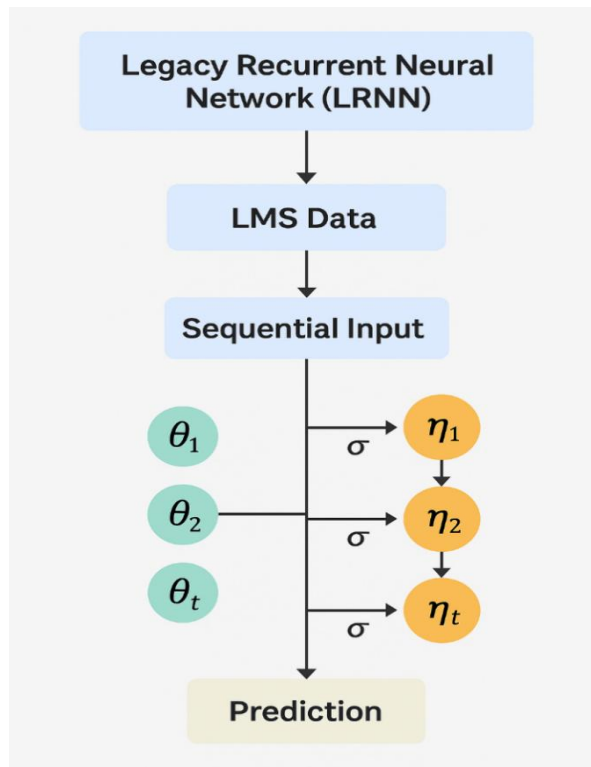 Legacy Recurrent Neural
Network (LRNN)
LMS Data
Sequential Input
θ₁
σ
η₁
θ₂
σ
η₂
θₜ
σ
ηₜ
Prediction